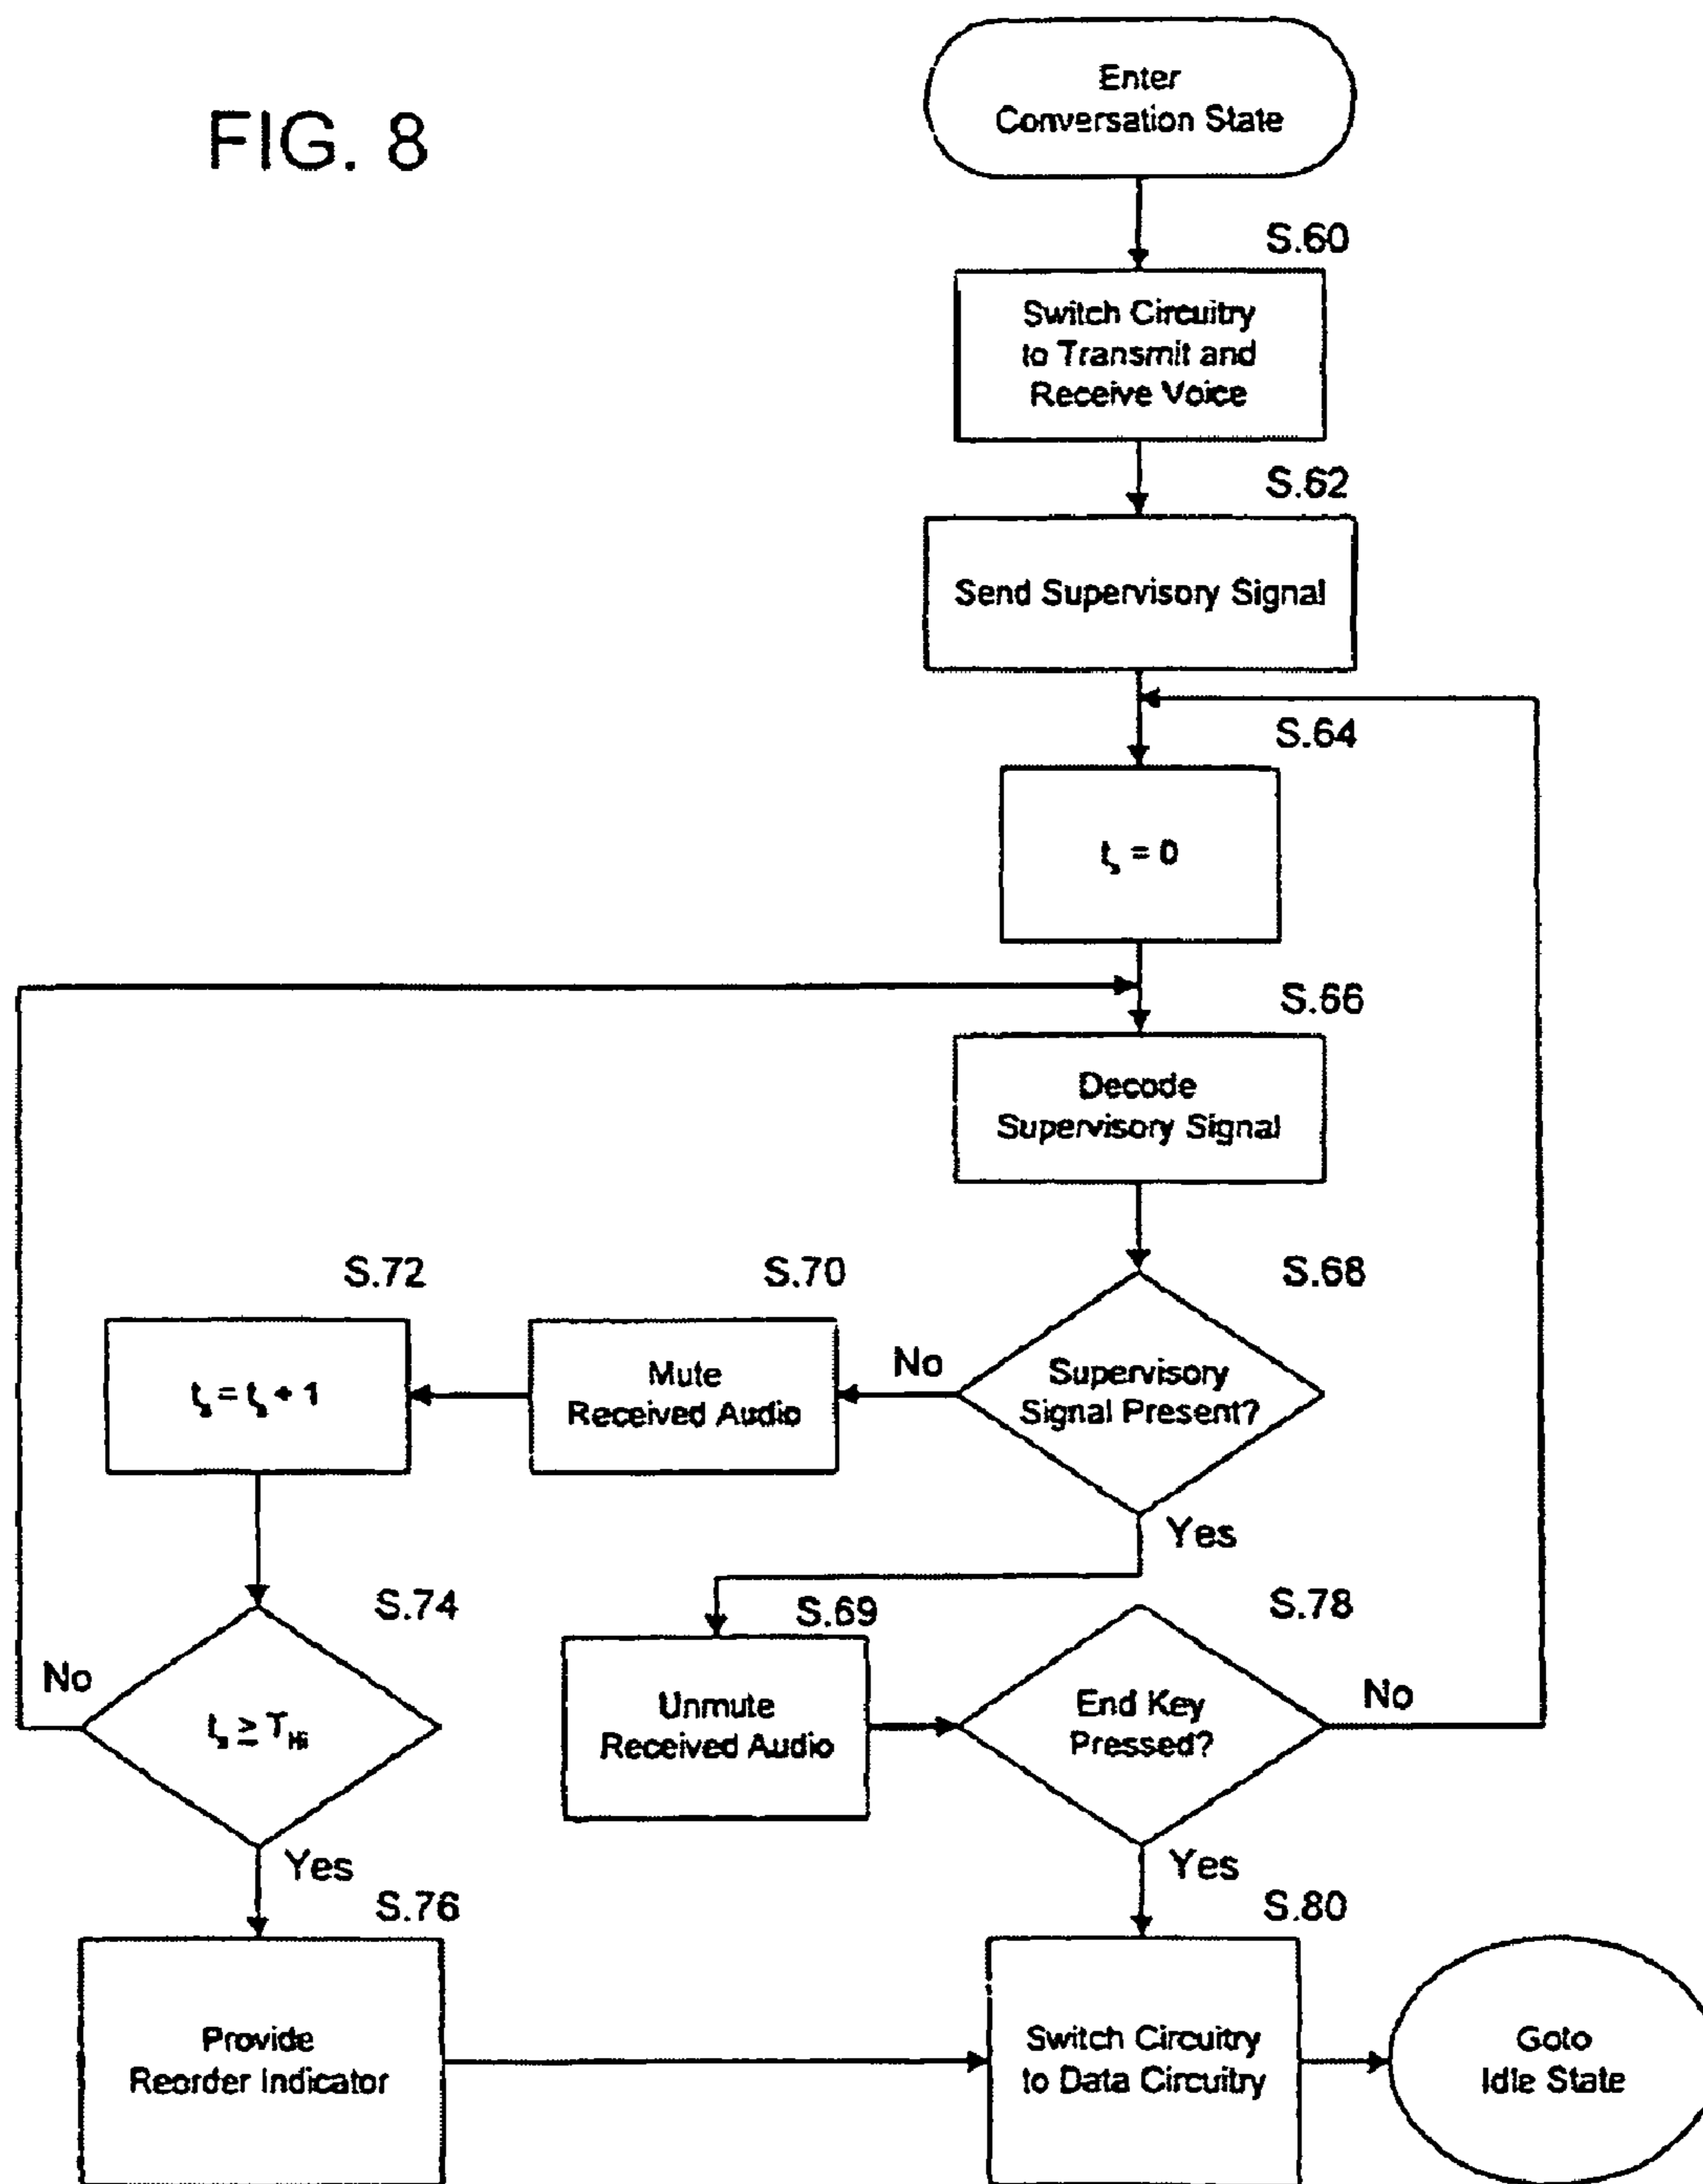 FIG. 8
Enter
Conversation State
S.60
Switch Circuitry
to Transmit and
Receive Voice
S.62
Send Supervisory Signal
S.64
tₛ = 0
S.66
Decode
Supervisory Signal
S.72
S.70
S.68
tₛ = tₛ + 1
Mute
Received Audio
No
Supervisory
Signal Present?
Yes
S.74
S.69
S.78
No
tₛ ≥ T_Hi
Unmute
Received Audio
End Key
Pressed?
No
Yes
Yes
S.76
S.80
Provide
Reorder Indicator
Switch Circuitry
to Data Circuitry
Goto
Idle State